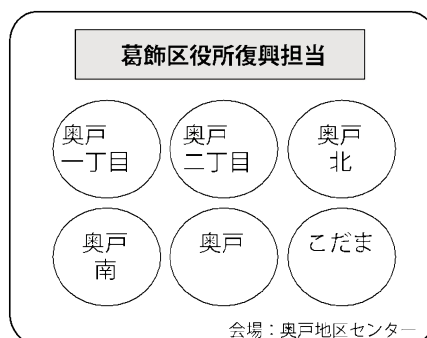 葛飾区役所復興担当
奥戸
一丁目
奥戸
二丁目
奥戸
北
奥戸
南
奥戸
こだま
会場：奥戸地区センター